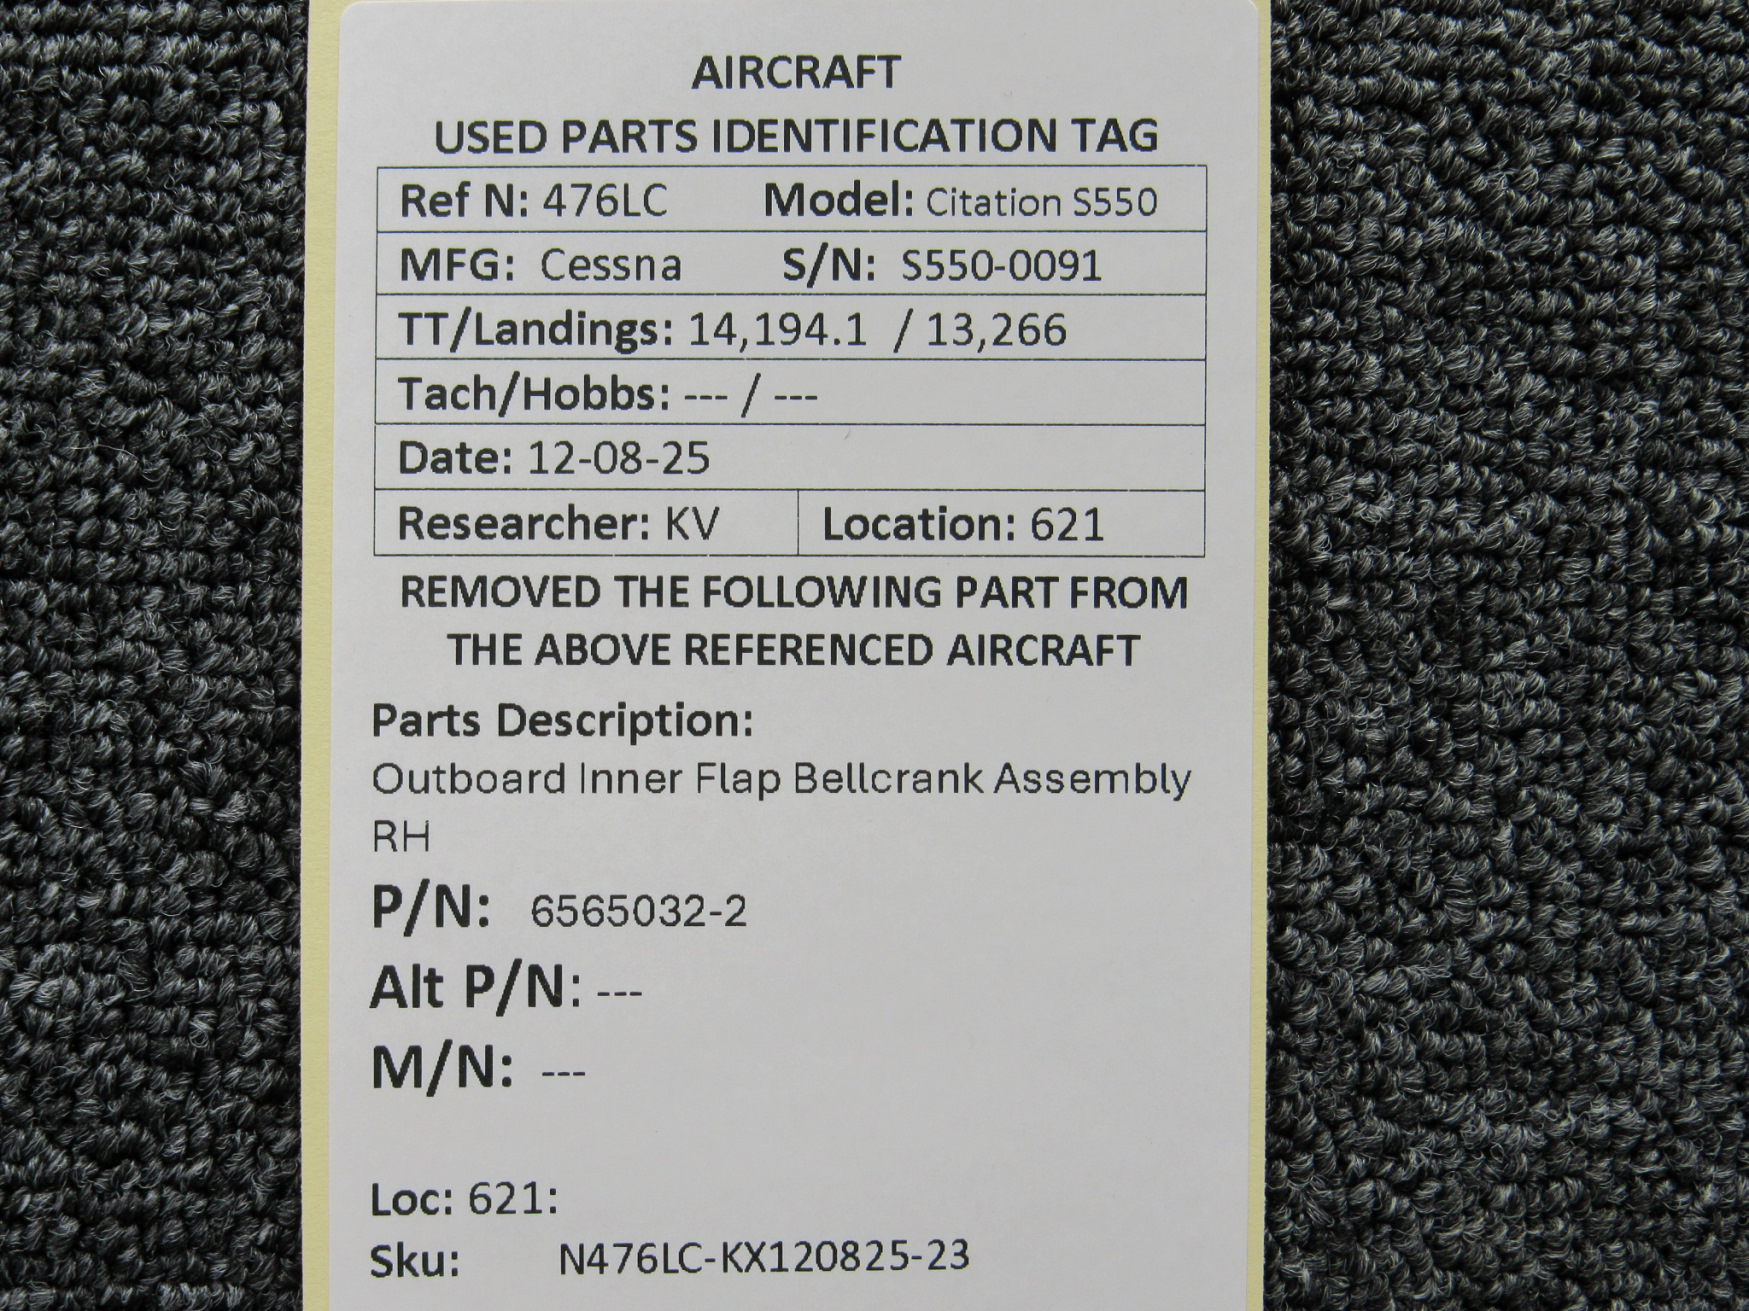 AIRCRAFT
USED PARTS IDENTIFICATION TAG
Ref N: 476LC Model: Citation S550
MFG: Cessna S/N: S550-0091
TT/Landings: 14,194.1 / 13,266
Tach/Hobbs: --- / ---
Date: 12-08-25
Researcher: KV Location: 621
REMOVED THE FOLLOWING PART FROM
THE ABOVE REFERENCED AIRCRAFT
Parts Description:
Outboard Inner Flap Bellcrank Assembly
RH
P/N: 6565032-2
Alt P/N: ---
M/N: ---
Loc: 621:
Sku: N476LC-KX120825-23